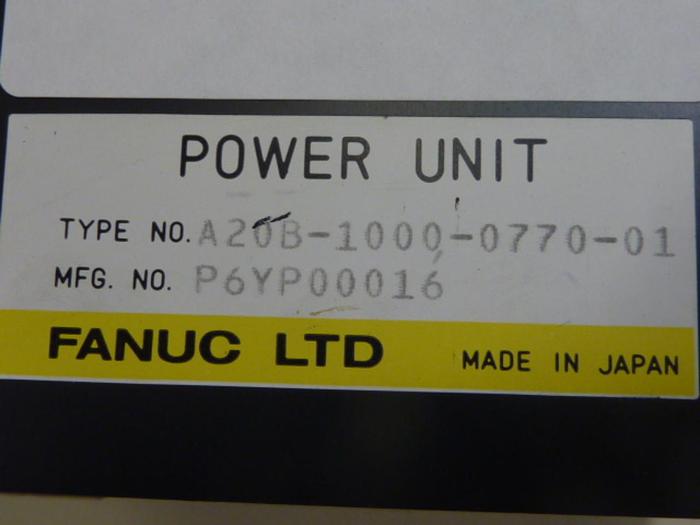 POWER UNIT
TYPE NO. A20B-1000-0770-01
MFG. NO. P6YP00016
FANUC LTD MADE IN JAPAN